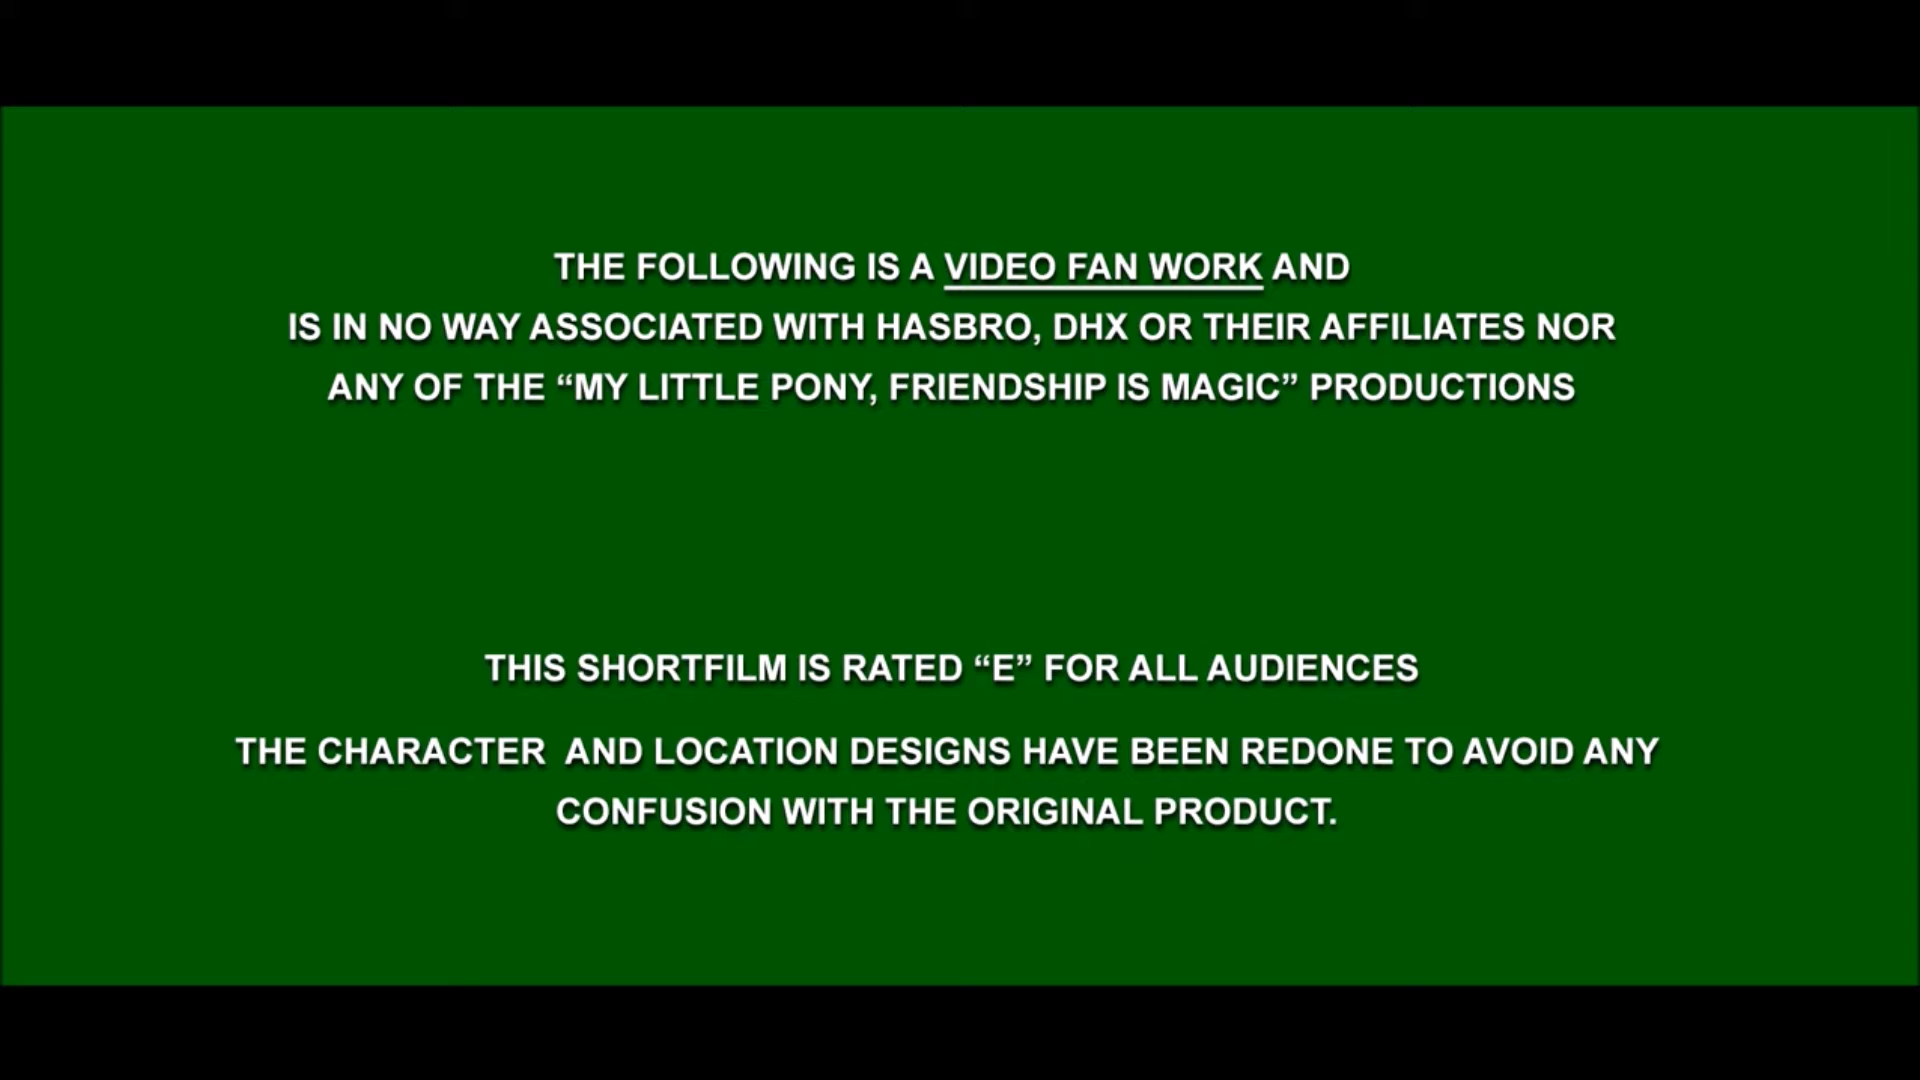 THE FOLLOWING IS A VIDEO FAN WORK AND
IS IN NO WAY ASSOCIATED WITH HASBRO, DHX OR THEIR AFFILIATES NOR
ANY OF THE “MY LITTLE PONY, FRIENDSHIP IS MAGIC” PRODUCTIONS
THIS SHORTFILM IS RATED “E” FOR ALL AUDIENCES
THE CHARACTER  AND LOCATION DESIGNS HAVE BEEN REDONE TO AVOID ANY
CONFUSION WITH THE ORIGINAL PRODUCT.